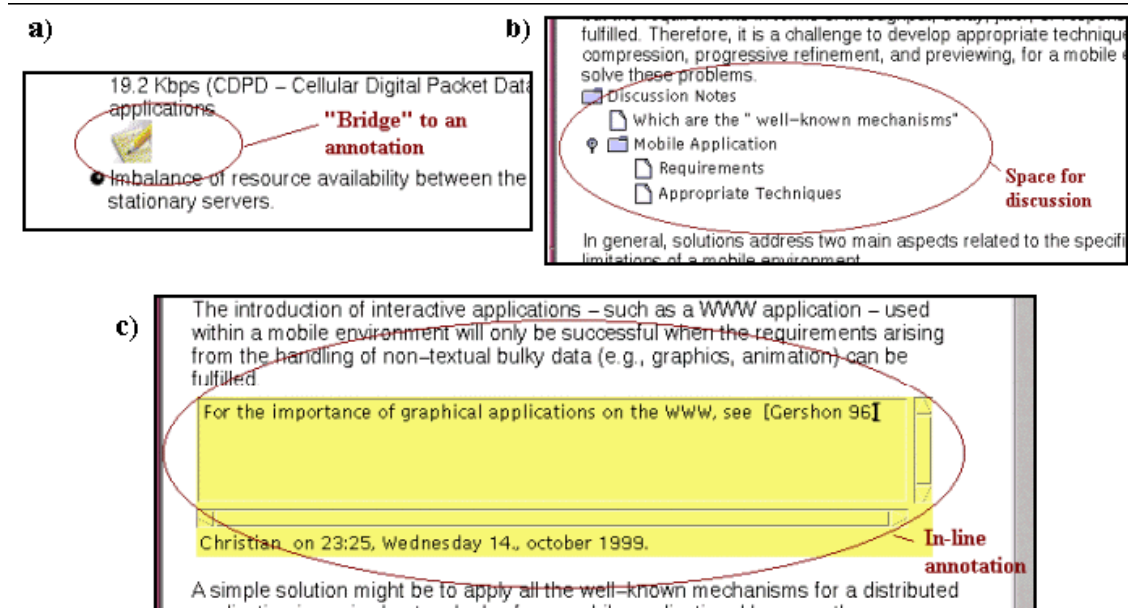 a)
19.2 Kbps (CDPD – Cellular Digital Packet Data
applications
"Bridge" to an
annotation
Imbalance of resource availability between the
stationary servers.
b)
fulfilled. Therefore, it is a challenge to develop appropriate technique
compression, progressive refinement, and previewing, for a mobile
solve these problems.
Discussion Notes
Which are the " well–known mechanisms"
Mobile Application
Requirements
Appropriate Techniques
Space for
discussion
In general, solutions address two main aspects related to the specifi
limitations of a mobile environment
c)
The introduction of interactive applications – such as a WWW application – used
within a mobile environment will only be successful when the requirements arising
from the handling of non–textual bulky data (e.g., graphics, animation) can be
fulfilled
For the importance of graphical applications on the WWW, see [Gershon 96]
Christian on 23:25, Wednesday 14., october 1999.
In-line
annotation
A simple solution might be to apply all the well–known mechanisms for a distributed